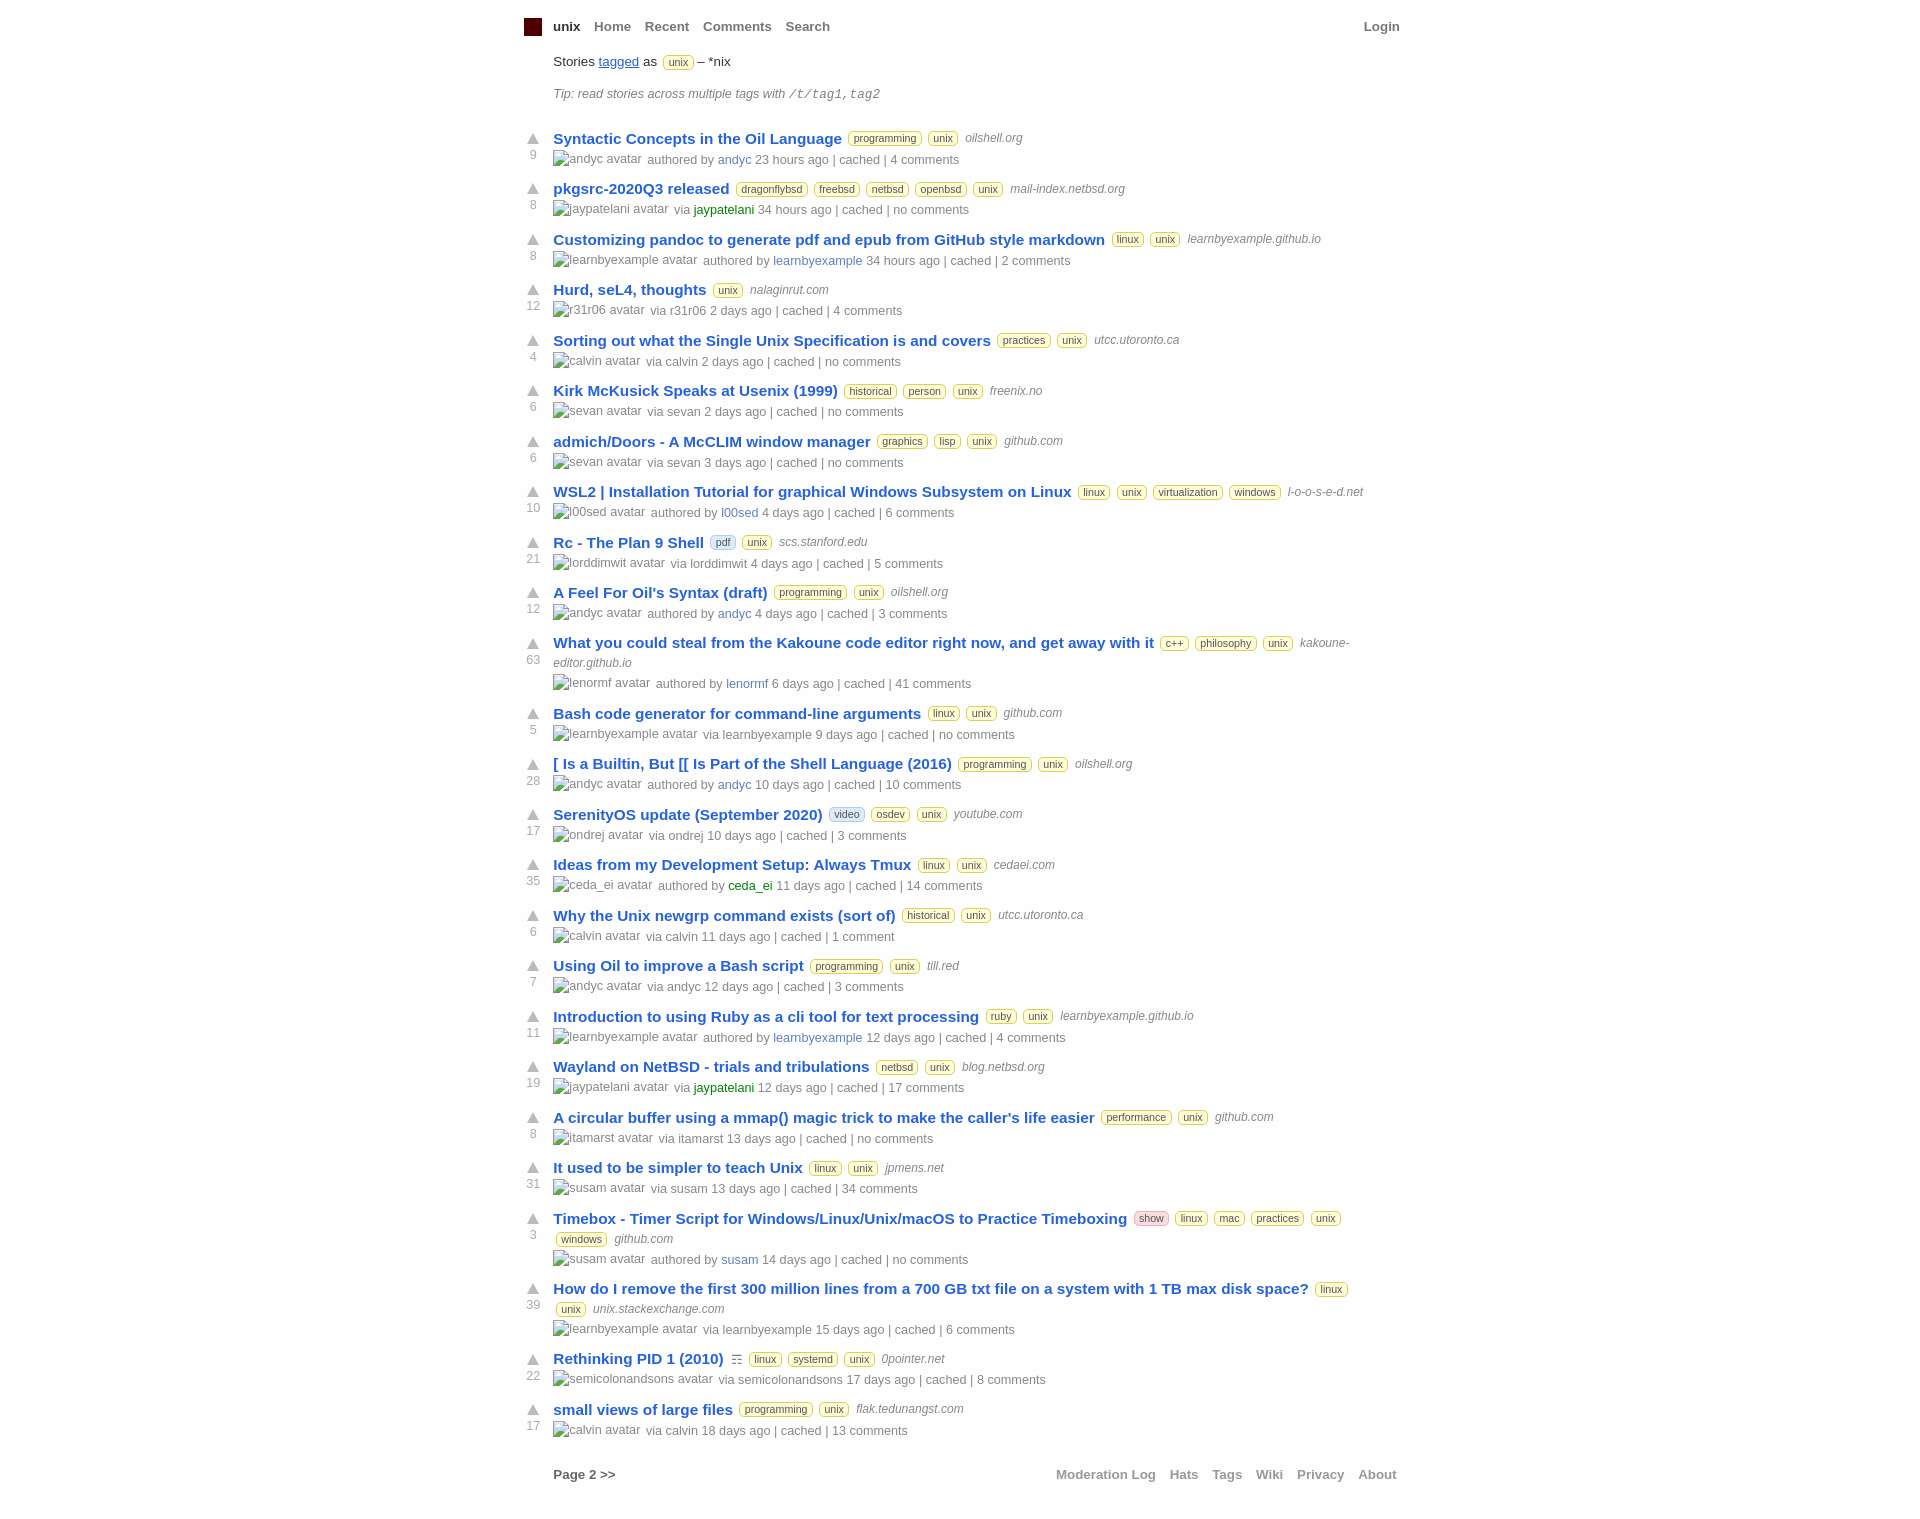 unix Home Recent Comments Search Login
Stories tagged as unix – *nix
Tip: read stories across multiple tags with /t/tag1,tag2
Syntactic Concepts in the Oil Language programming unix oilshell.org
9 andyc avatar authored by andyc 23 hours ago | cached | 4 comments
pkgsrc-2020Q3 released dragonflybsd freebsd netbsd openbsd unix mail-index.netbsd.org
8 jaypatelani avatar via jaypatelani 34 hours ago | cached | no comments
Customizing pandoc to generate pdf and epub from GitHub style markdown linux unix learnbyexample.github.io
8 learnbyexample avatar authored by learnbyexample 34 hours ago | cached | 2 comments
Hurd, seL4, thoughts unix nalaginrut.com
12 r31r06 avatar via r31r06 2 days ago | cached | 4 comments
Sorting out what the Single Unix Specification is and covers practices unix utcc.utoronto.ca
4 calvin avatar via calvin 2 days ago | cached | no comments
Kirk McKusick Speaks at Usenix (1999) historical person unix freenix.no
6 sevan avatar via sevan 2 days ago | cached | no comments
admich/Doors - A McCLIM window manager graphics lisp unix github.com
6 sevan avatar via sevan 3 days ago | cached | no comments
WSL2 | Installation Tutorial for graphical Windows Subsystem on Linux linux unix virtualization windows l-o-o-s-e-d.net
10 l00sed avatar authored by l00sed 4 days ago | cached | 6 comments
Rc - The Plan 9 Shell pdf unix scs.stanford.edu
21 lorddimwit avatar via lorddimwit 4 days ago | cached | 5 comments
A Feel For Oil's Syntax (draft) programming unix oilshell.org
12 andyc avatar authored by andyc 4 days ago | cached | 3 comments
What you could steal from the Kakoune code editor right now, and get away with it c++ philosophy unix kakoune-
63 editor.github.io
lenormf avatar authored by lenormf 6 days ago | cached | 41 comments
Bash code generator for command-line arguments linux unix github.com
5 learnbyexample avatar via learnbyexample 9 days ago | cached | no comments
[ Is a Builtin, But [[ Is Part of the Shell Language (2016) programming unix oilshell.org
28 andyc avatar authored by andyc 10 days ago | cached | 10 comments
SerenityOS update (September 2020) video osdev unix youtube.com
17 ondrej avatar via ondrej 10 days ago | cached | 3 comments
Ideas from my Development Setup: Always Tmux linux unix cedaei.com
35 ceda_ei avatar authored by ceda_ei 11 days ago | cached | 14 comments
Why the Unix newgrp command exists (sort of) historical unix utcc.utoronto.ca
6 calvin avatar via calvin 11 days ago | cached | 1 comment
Using Oil to improve a Bash script programming unix till.red
7 andyc avatar via andyc 12 days ago | cached | 3 comments
Introduction to using Ruby as a cli tool for text processing ruby unix learnbyexample.github.io
11 learnbyexample avatar authored by learnbyexample 12 days ago | cached | 4 comments
Wayland on NetBSD - trials and tribulations netbsd unix blog.netbsd.org
19 jaypatelani avatar via jaypatelani 12 days ago | cached | 17 comments
A circular buffer using a mmap() magic trick to make the caller's life easier performance unix github.com
8 itamarst avatar via itamarst 13 days ago | cached | no comments
It used to be simpler to teach Unix linux unix jpmens.net
31 susam avatar via susam 13 days ago | cached | 34 comments
Timebox - Timer Script for Windows/Linux/Unix/macOS to Practice Timeboxing show linux mac practices unix
3 windows github.com
susam avatar authored by susam 14 days ago | cached | no comments
How do I remove the first 300 million lines from a 700 GB txt file on a system with 1 TB max disk space? linux
39 unix unix.stackexchange.com
learnbyexample avatar via learnbyexample 15 days ago | cached | 6 comments
Rethinking PID 1 (2010) ☶ linux systemd unix 0pointer.net
22 semicolonandsons avatar via semicolonandsons 17 days ago | cached | 8 comments
small views of large files programming unix flak.tedunangst.com
17 calvin avatar via calvin 18 days ago | cached | 13 comments
Page 2 >> Moderation Log Hats Tags Wiki Privacy About